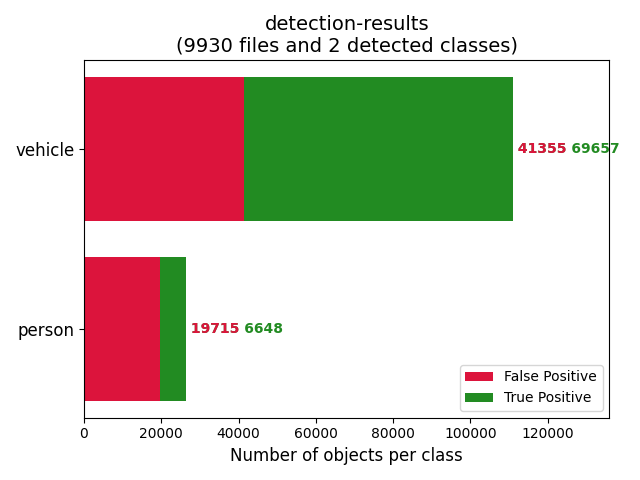 detection-results
(9930 files and 2 detected classes)
vehicle
41355 69657
person
19715 6648
False Positive
True Positive
0 20000 40000 60000 80000 100000 120000
Number of objects per class